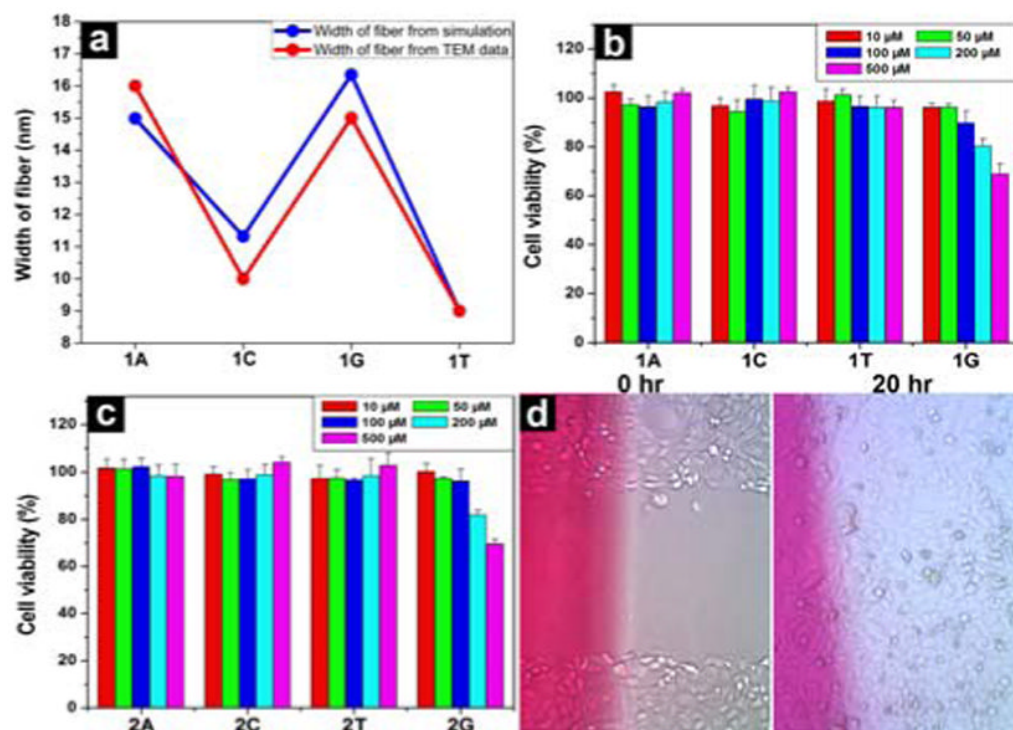 a
Width of fiber from simulation
Width of fiber from TEM data
Width of fiber (nm)
18
17
16
15
14
13
12
11
10
9
8
1A 1C 1G 1T
b
10 µM 50 µM
100 µM 200 µM
500 µM
Cell viability (%)
120
100
80
60
40
20
0
1A 1C 1T 1G
c
10 µM 50 µM
100 µM 200 µM
500 µM
Cell viability (%)
120
100
80
60
40
20
0
2A 2C 2T 2G
0 hr 20 hr
d